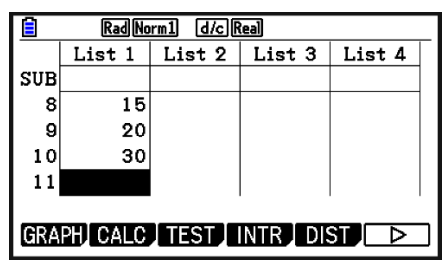 Rad Norm1 d/c Real
List 1 List 2 List 3 List 4
SUB
8 15
9 20
10 30
11
GRAPH CALC TEST INTR DIST ▷